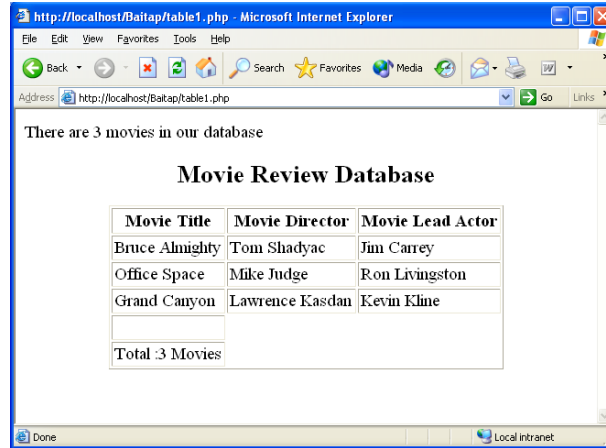 http://localhost/Baitap/table1.php - Microsoft Internet Explorer
File Edit View Favorites Tools Help
Back Search Favorites Media W
Address http://localhost/Baitap/table1.php Go Links
There are 3 movies in our database
Movie Review Database
Movie Title Movie Director Movie Lead Actor
Bruce Almighty Tom Shadyac Jim Carrey
Office Space Mike Judge Ron Livingston
Grand Canyon Lawrence Kasdan Kevin Kline
Total :3 Movies
Done Local intranet